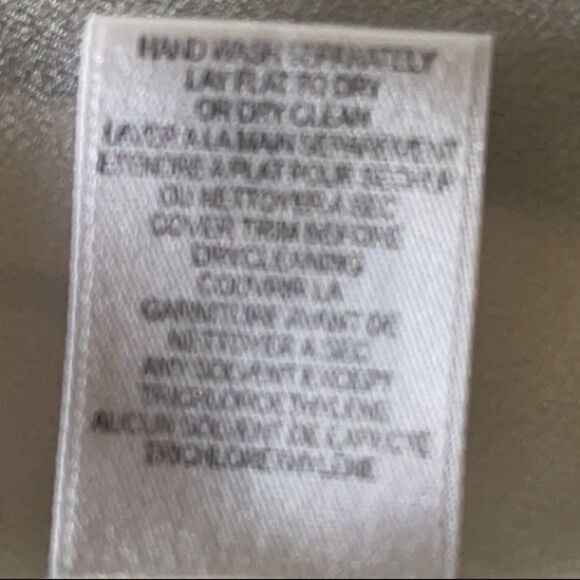 HAND WASH SEPARATELY
LAY FLAT TO DRY
OR DRY CLEAN
LAVER A LA MAIN SEPAREMENT
ETENDRE A PLAT POUR SECHER
OU NETTOYER A SEC
COVER TRIM BEFORE
DRYCLEANING
COUVRIR LA
GARNITURE AVANT DE
NETTOYER A SEC
ANY SOLVENT EXCEPT
TRICHLOROETHYLENE
AUCUN SOLVENT DE
TRICHLORETHYLENE